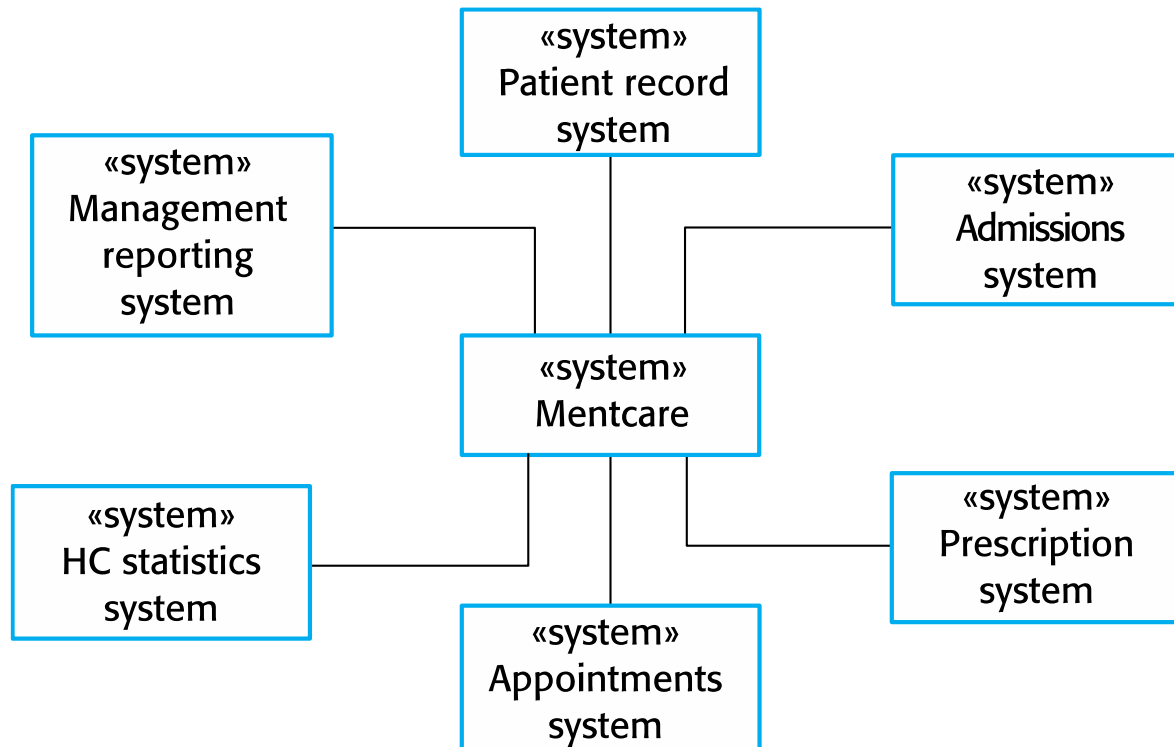 «system»
Patient record
system
«system»
Management
reporting
system
«system»
Admissions
system
«system»
Mentcare
«system»
HC statistics
system
«system»
Prescription
system
«system»
Appointments
system